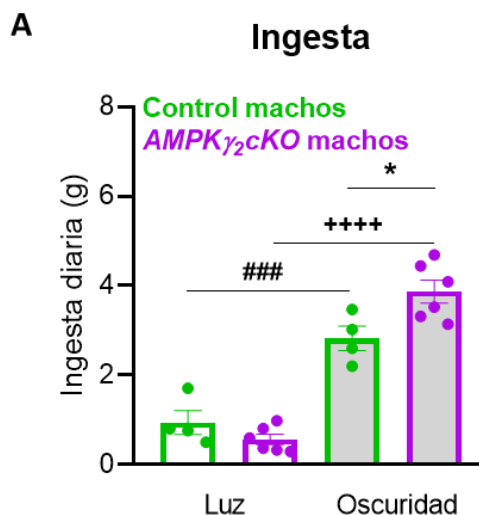 A
Ingesta
Control machos
AMPKγ₂cKO machos
Ingesta diaria (g)
8
6
4
2
0
*
++++
###
Luz
Oscuridad